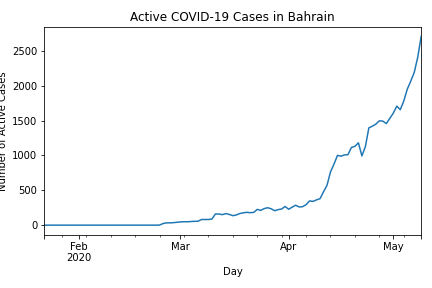 Active COVID-19 Cases in Bahrain
Number of Active Cases
2500
2000
1500
1000
500
0
Feb
2020
Mar
Apr
May
Day